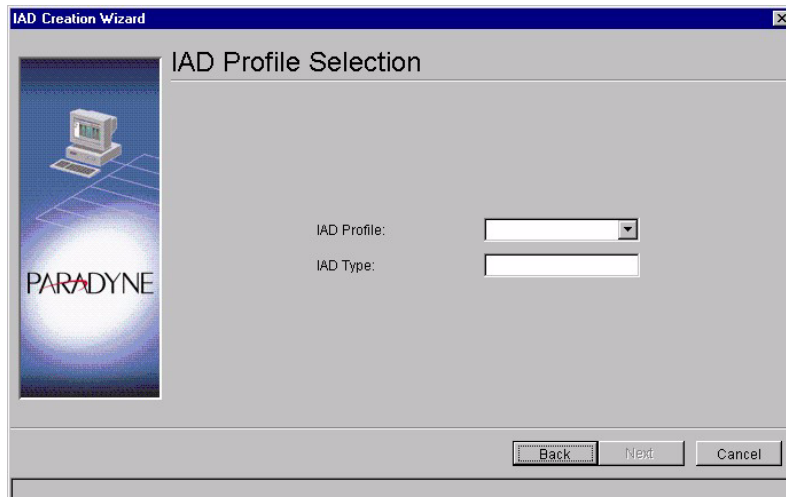 IAD Creation Wizard
IAD Profile Selection
IAD Profile:
IAD Type:
PARADYNE
Back
Next
Cancel